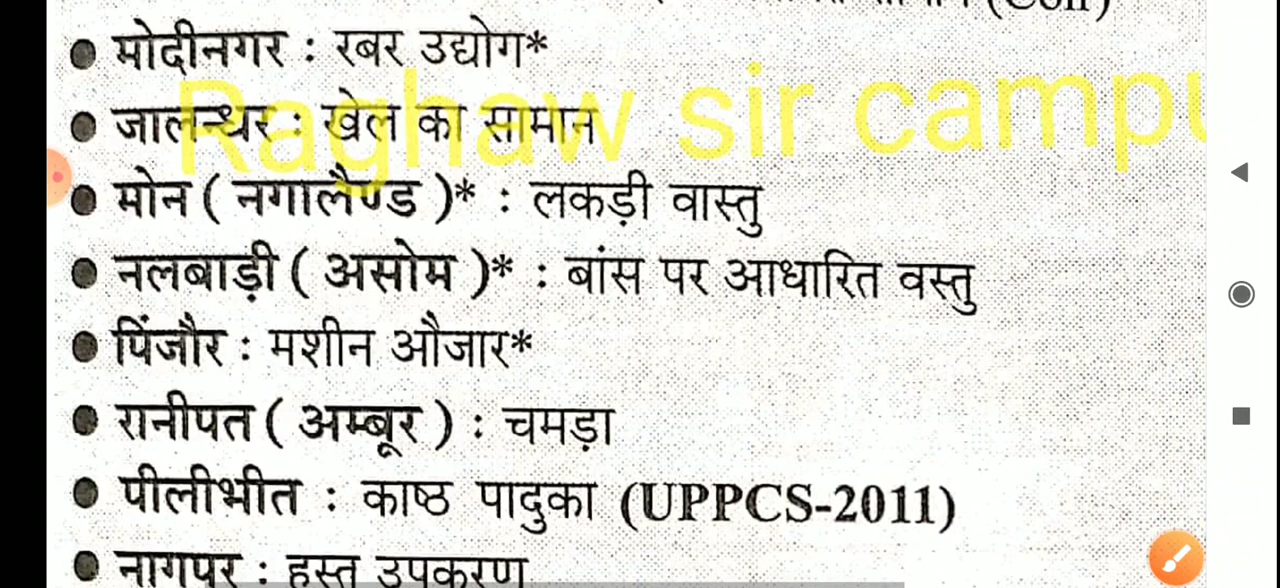 (Coir)
● मोदीनगर : रबर उद्योग*
Raghaw sir campu
● जालन्धर : खेल का सामान
● मोन ( नगालैण्ड )* : लकड़ी वास्तु
● नलबाड़ी ( असोम )* : बांस पर आधारित वस्तु
● पिंजौर : मशीन औजार*
● रानीपत ( अम्बूर ) : चमड़ा
● पीलीभीत : काष्ठ पादुका (UPPCS-2011)
● नागपुर : हस्त उपकरण